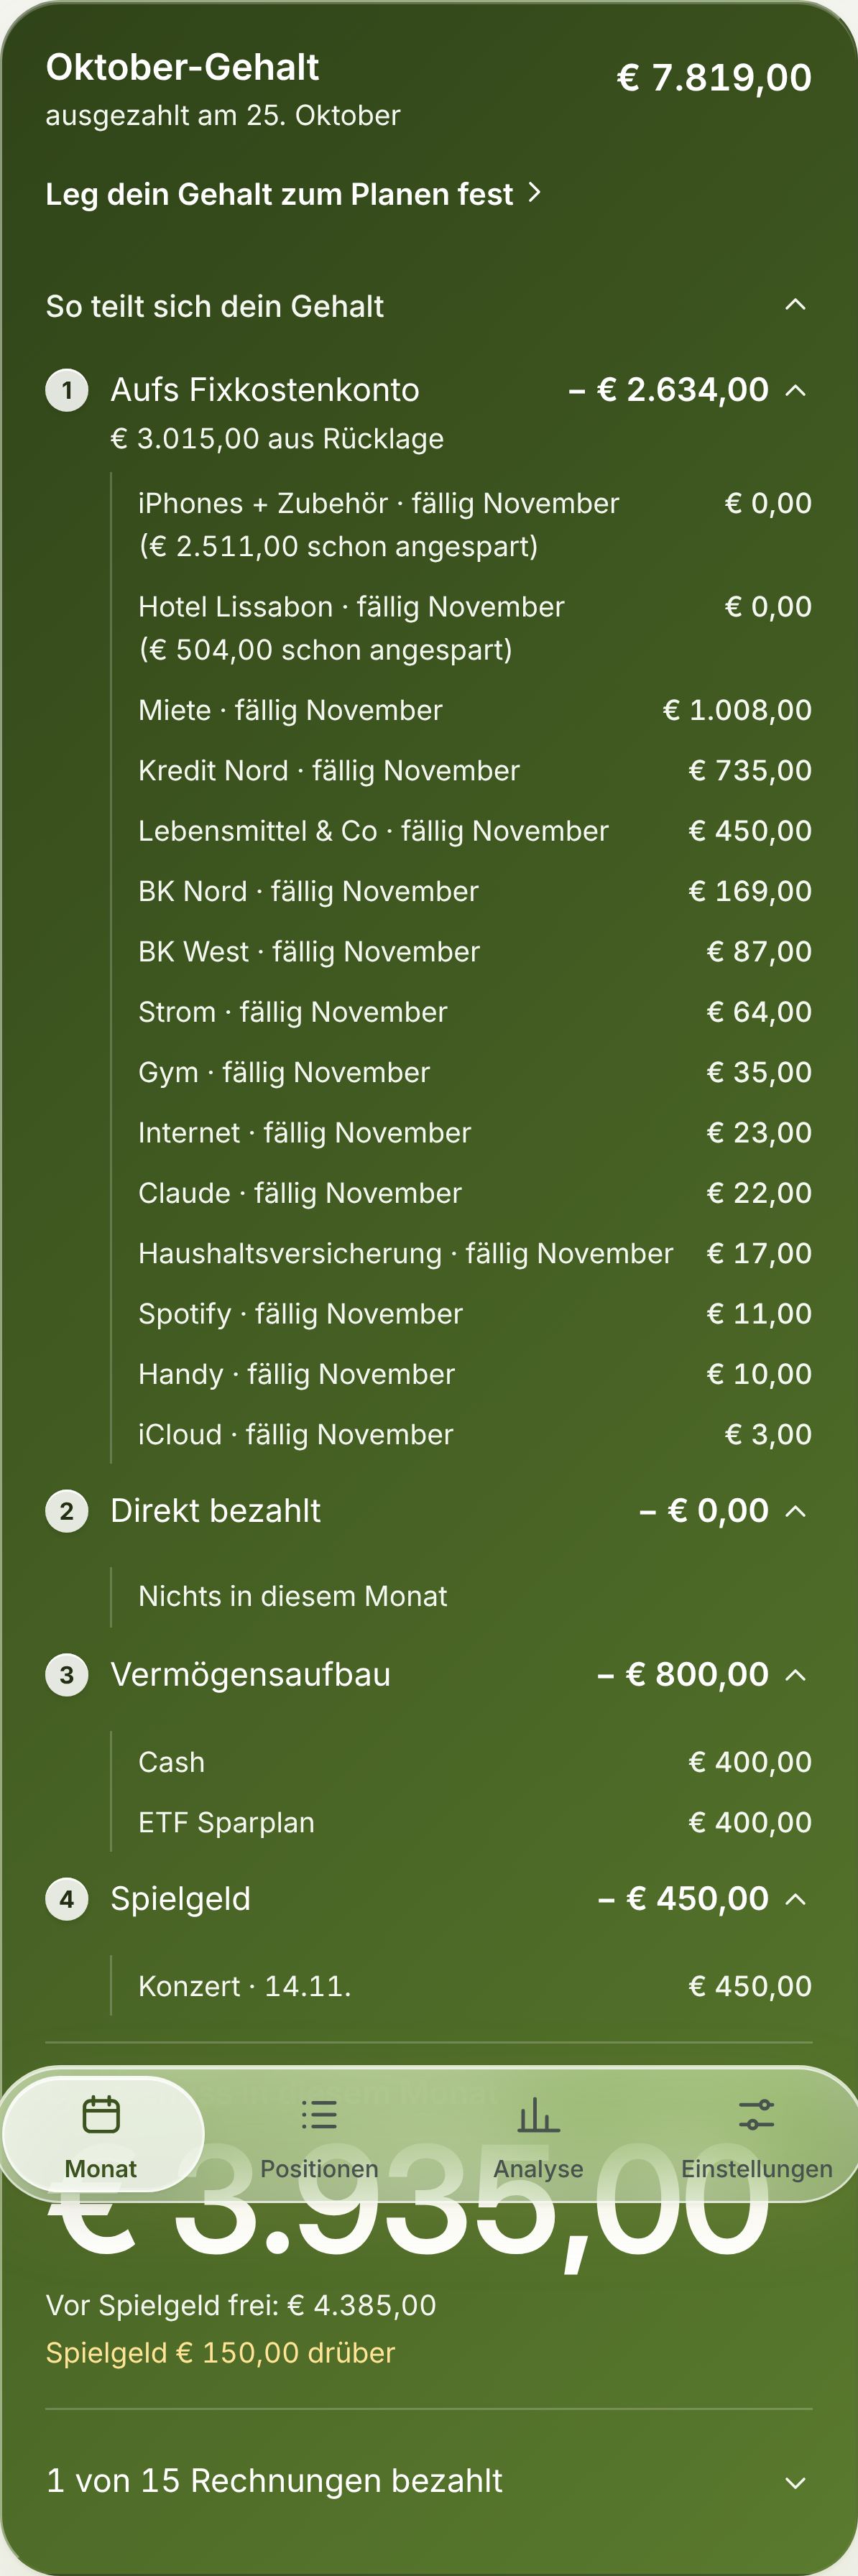 Oktober-Gehalt
€ 7.819,00
ausgezahlt am 25. Oktober
Leg dein Gehalt zum Planen fest
So teilt sich dein Gehalt
1 Aufs Fixkostenkonto – € 2.634,00
€ 3.015,00 aus Rücklage
iPhones + Zubehör · fällig November € 0,00
(€ 2.511,00 schon angespart)
Hotel Lissabon · fällig November € 0,00
(€ 504,00 schon angespart)
Miete · fällig November € 1.008,00
Kredit Nord · fällig November € 735,00
Lebensmittel & Co · fällig November € 450,00
BK Nord · fällig November € 169,00
BK West · fällig November € 87,00
Strom · fällig November € 64,00
Gym · fällig November € 35,00
Internet · fällig November € 23,00
Claude · fällig November € 22,00
Haushaltsversicherung · fällig November € 17,00
Spotify · fällig November € 11,00
Handy · fällig November € 10,00
iCloud · fällig November € 3,00
2 Direkt bezahlt – € 0,00
Nichts in diesem Monat
3 Vermögensaufbau – € 800,00
Cash € 400,00
ETF Sparplan € 400,00
4 Spielgeld – € 450,00
Konzert · 14.11. € 450,00
Monat Positionen Analyse Einstellungen
€ 3.935,00
Vor Spielgeld frei: € 4.385,00
Spielgeld € 150,00 drüber
1 von 15 Rechnungen bezahlt